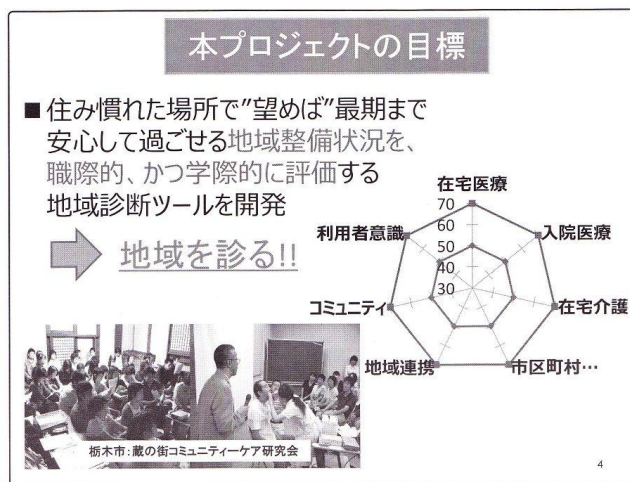 本プロジェクトの目標
■ 住み慣れた場所で"望めば"最期まで
安心して過ごせる地域整備状況を、
職際的、かつ学際的に評価する
地域診断ツールを開発
地域を診る!!
在宅医療
70
60
50
40
30
利用者意識
入院医療
コミュニティ
在宅介護
地域連携
市区町村…
栃木市：蔵の街コミュニティーケア研究会
4